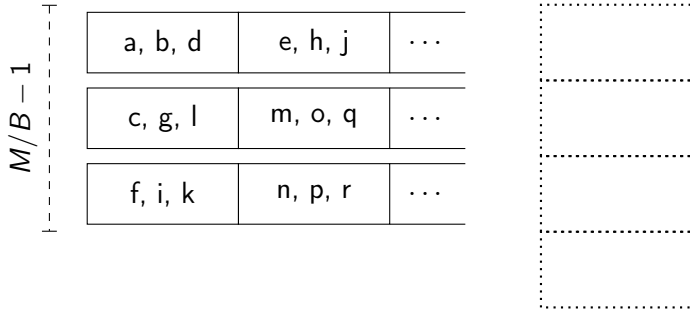 M/B − 1
a, b, d e, h, j ···
c, g, l m, o, q ···
f, i, k n, p, r ···